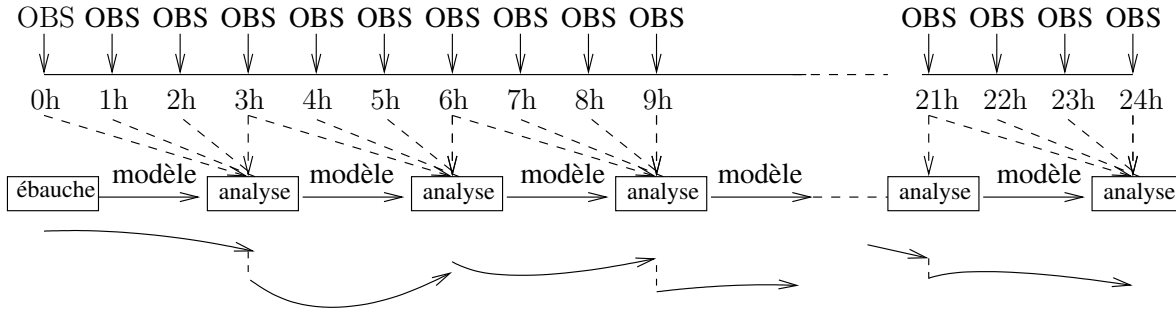 OBS OBS OBS OBS OBS OBS OBS OBS OBS OBS OBS OBS OBS OBS
0h 1h 2h 3h 4h 5h 6h 7h 8h 9h 21h 22h 23h 24h
modèle modèle modèle modèle modèle
ébauche analyse analyse analyse analyse analyse